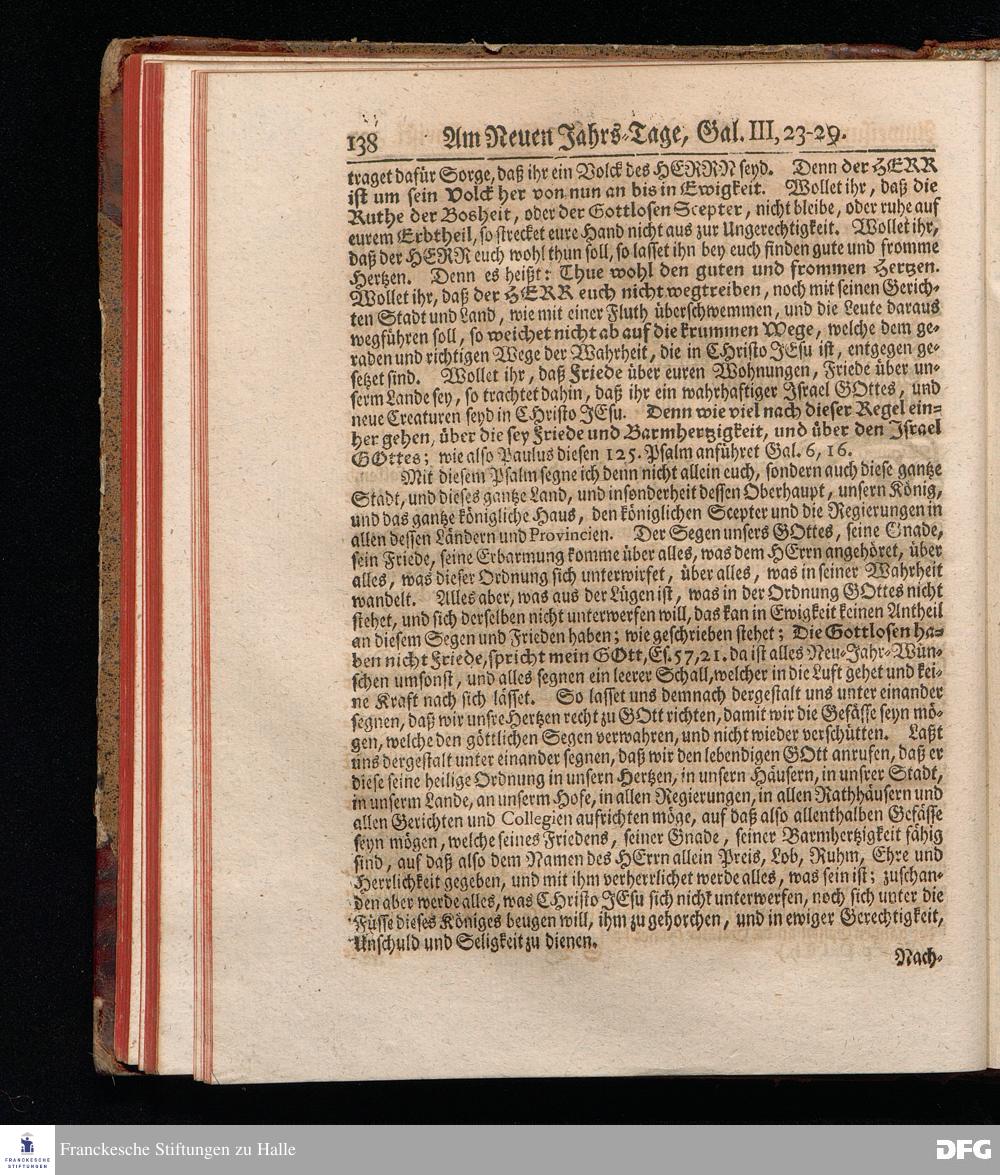 138 Am Neuen Jahrs-Tage, Gal. III, 23-29.
traget dafür Sorge, daß ihr ein Volck des HERRN seyd. Denn der HERR
ist um sein Volck her von nun an bis in Ewigkeit. Wollet ihr, daß die
Ruthe der Bosheit, oder der Gottlosen Scepter, nicht bleibe, oder ruhe auf
eurem Erbtheil, so strecket eure Hand nicht aus zur Ungerechtigkeit. Wollet ihr,
daß der HERR euch wohl thun soll, so lasset ihn bey euch finden gute und fromme
Hertzen. Denn es heißt: Thue wohl den guten und frommen Hertzen.
Wollet ihr, daß der HERR euch nicht wegtreiben, noch mit seinen Gerich-
ten Stadt und Land, wie mit einer Fluth überschwemmen, und die Leute daraus
wegführen soll, so weichet nicht ab auf die krummen Wege, welche dem ge-
raden und richtigen Wege der Wahrheit, die in CHristo JEsu ist, entgegen ge-
setzet sind. Wollet ihr, daß Friede über euren Wohnungen, Friede über un-
serm Lande sey, so trachtet dahin, daß ihr ein wahrhaftiger Israel GOttes, und
neue Creaturen seyd in CHristo JEsu. Denn wie viel nach dieser Regel ein-
her gehen, über die sey Friede und Barmhertzigkeit, und über den Israel
GOttes; wie also Paulus diesen 125. Psalm anführet Gal. 6, 16.
Mit diesem Psalm segne ich denn nicht allein euch, sondern auch diese gantze
Stadt, und dieses gantze Land, und insonderheit dessen Oberhaupt, unsern König,
und das gantze königliche Haus, den königlichen Scepter und die Regierungen in
allen dessen Ländern und Provincien. Der Segen unsers GOttes, seine Gnade,
sein Friede, seine Erbarmung komme über alles, was dem HErrn angehöret, über
alles, was dieser Ordnung sich unterwirfet, über alles, was in seiner Wahrheit
wandelt. Alles aber, was aus der Lügen ist, was in der Ordnung GOttes nicht
stehet, und sich derselben nicht unterwerfen will, das kan in Ewigkeit keinen Antheil
an diesem Segen und Frieden haben; wie geschrieben stehet; Die Gottlosen ha-
ben nicht Friede, spricht mein GOtt, Es. 57, 21. da ist alles Neu-Jahr-Wün-
schen umsonst, und alles segnen ein leerer Schall, welcher in die Luft gehet und kei-
ne Kraft nach sich lässet. So lasset uns demnach dergestalt uns unter einander
segnen, daß wir unsre Hertzen recht zu GOtt richten, damit wir die Gefässe seyn mö-
gen, welche den göttlichen Segen verwahren, und nicht wieder verschütten. Laßt
uns dergestalt unter einander segnen, daß wir den lebendigen GOtt anrufen, daß er
diese seine heilige Ordnung in unsern Hertzen, in unsern Häusern, in unsrer Stadt,
in unserm Lande, an unserm Hofe, in allen Regierungen, in allen Rathhäusern und
allen Gerichten und Collegien aufrichten möge, auf daß also allenthalben Gefässe
seyn mögen, welche seines Friedens, seiner Gnade, seiner Barmhertzigkeit fähig
sind, auf daß also dem Namen des HErrn allein Preis, Lob, Ruhm, Ehre und
Herrlichkeit gegeben, und mit ihm verherrlichet werde alles, was sein ist; zuschan-
den aber werde alles, was CHristo JEsu sich nicht unterwerfen, noch sich unter die
Füsse dieses Königes beugen will, ihm zu gehorchen, und in ewiger Gerechtigkeit,
Unschuld und Seligkeit zu dienen.
Nach-
FRANCKESCHE STIFTUNGEN
Franckesche Stiftungen zu Halle
DFG